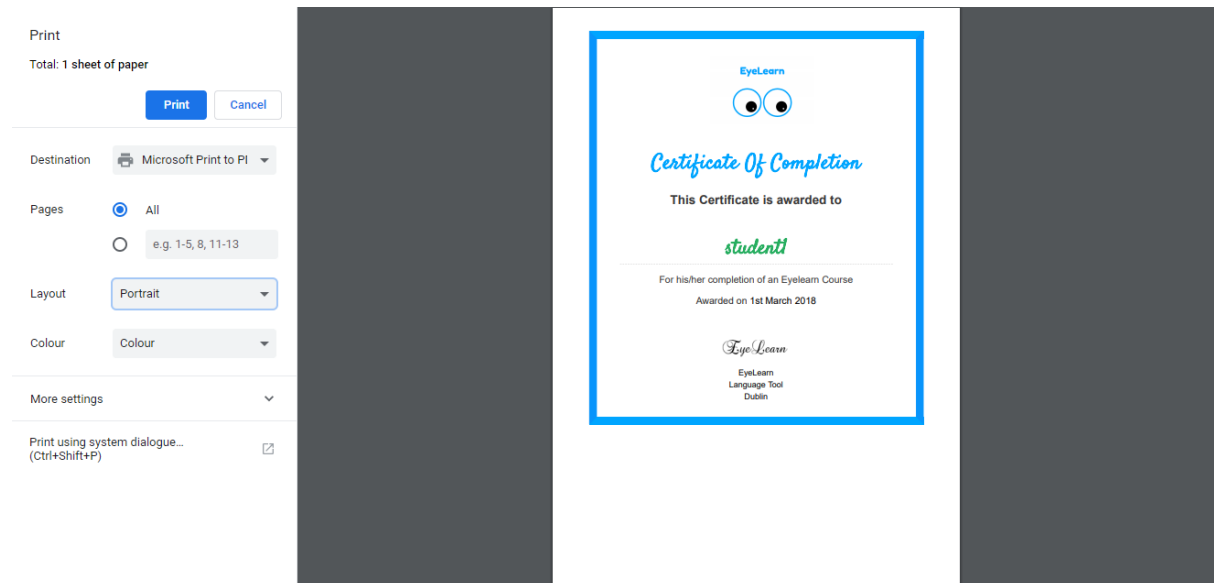 Print
Total: 1 sheet of paper
Print Cancel
Destination Microsoft Print to PI
Pages All
e.g. 1-5, 8, 11-13
Layout Portrait
Colour Colour
More settings
Print using system dialogue...
(Ctrl+Shift+P)
EyeLearn
Certificate Of Completion
This Certificate is awarded to
student1
For his/her completion of an Eyelearn Course
Awarded on 1st March 2018
EyeLearn
EyeLearn
Language Tool
Dublin